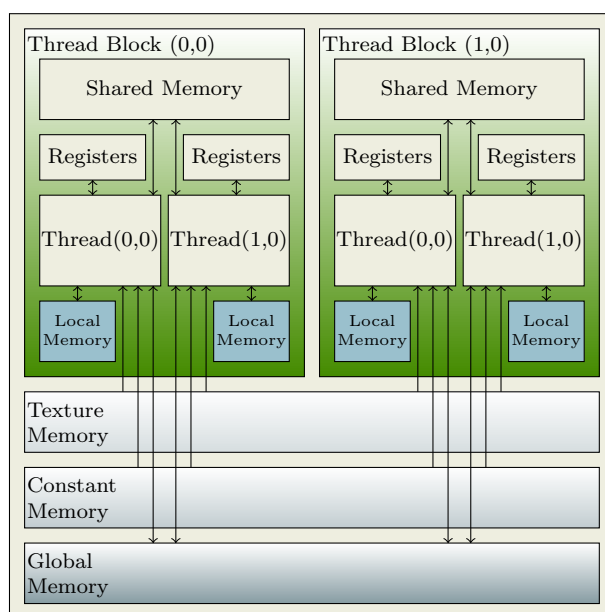 Thread Block (0,0)
Shared Memory
Registers
Registers
Thread(0,0)
Thread(1,0)
Local
Memory
Local
Memory
Thread Block (1,0)
Shared Memory
Registers
Registers
Thread(0,0)
Thread(1,0)
Local
Memory
Local
Memory
Texture
Memory
Constant
Memory
Global
Memory